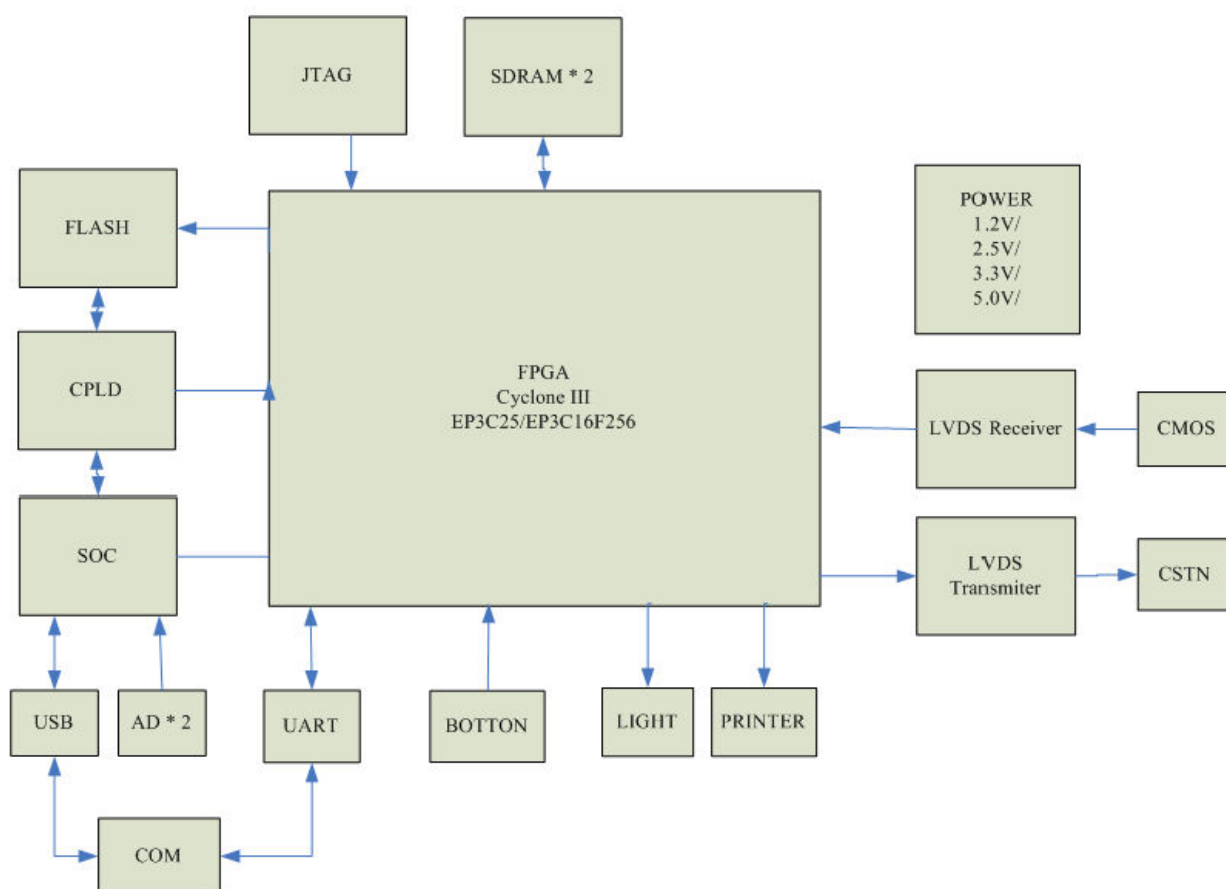 JTAG
SDRAM * 2
FLASH
POWER
1.2V/
2.5V/
3.3V/
5.0V/
CPLD
FPGA
Cyclone III
EP3C25/EP3C16F256
LVDS Receiver
CMOS
SOC
LVDS
Transmiter
CSTN
USB
AD * 2
UART
BOTTON
LIGHT
PRINTER
COM